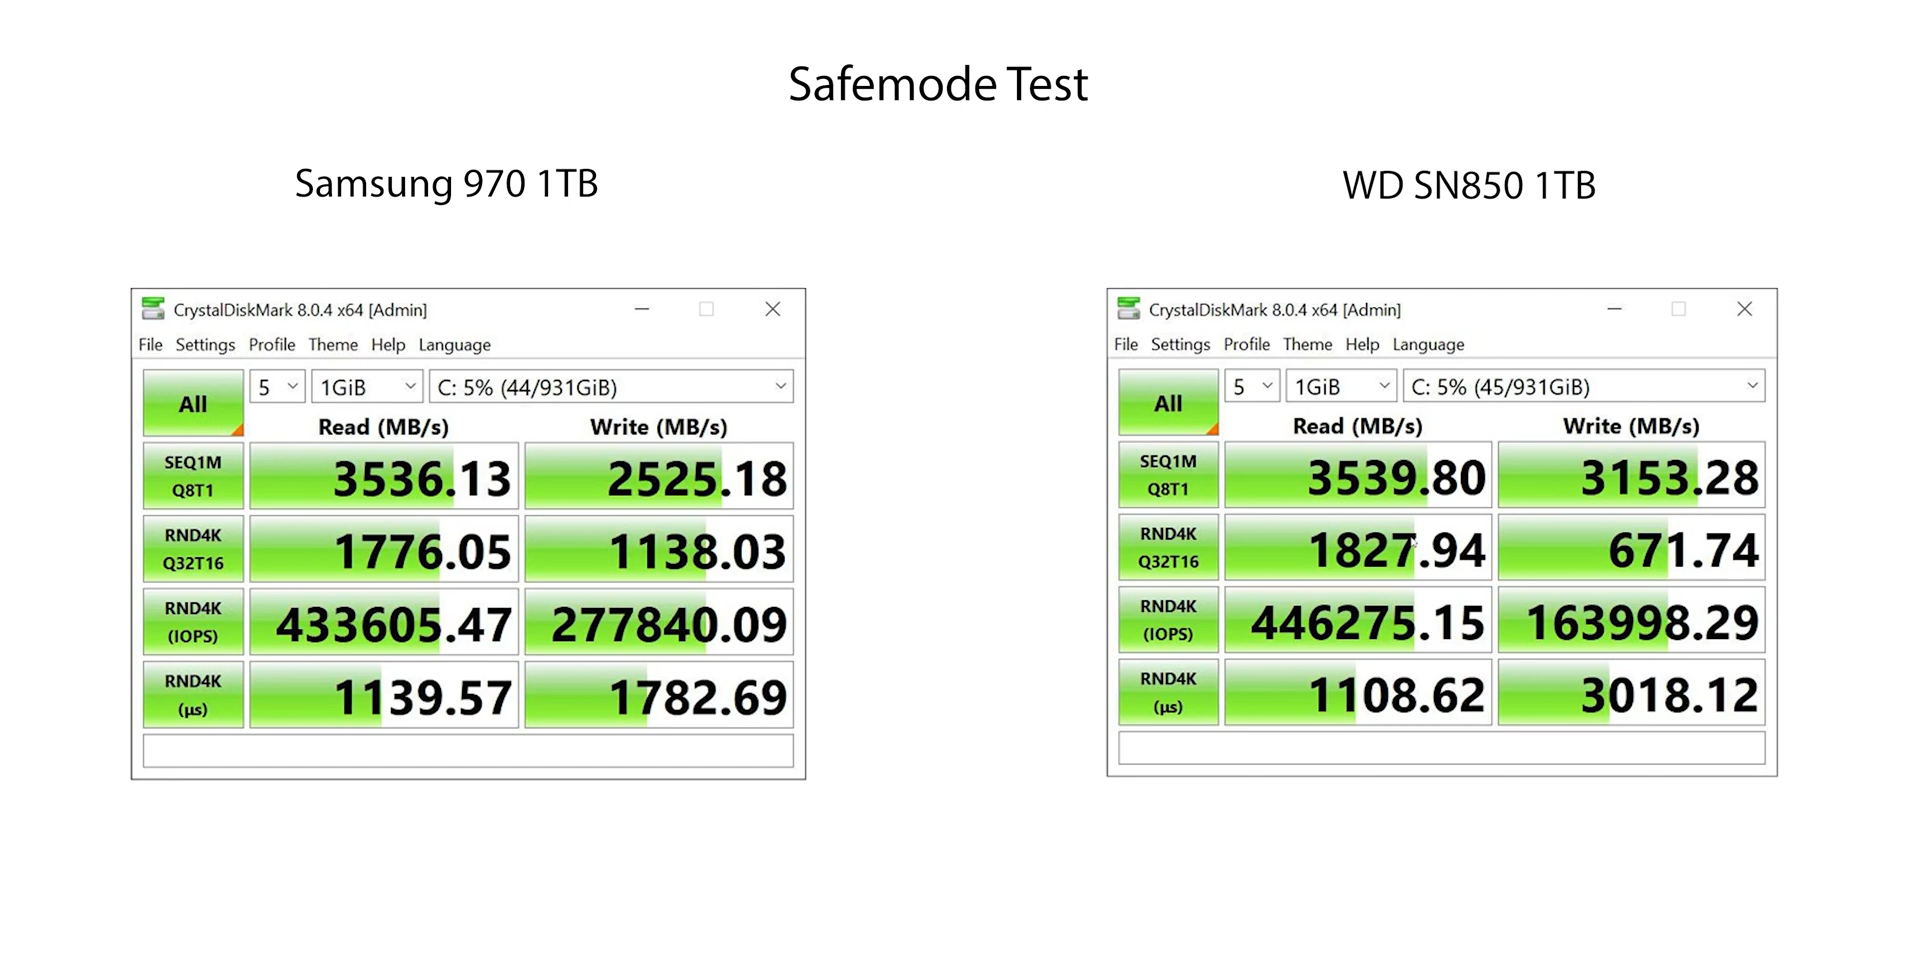 Safemode Test
Samsung 970 1TB
WD SN850 1TB
CrystalDiskMark 8.0.4 x64 [Admin]
File Settings Profile Theme Help Language
All
5 1GiB C: 5% (44/931GiB)
Read (MB/s) Write (MB/s)
SEQ1M
Q8T1
3536.13 2525.18
RND4K
Q32T16
1776.05 1138.03
RND4K
(IOPS)
433605.47 277840.09
RND4K
(µs)
1139.57 1782.69
CrystalDiskMark 8.0.4 x64 [Admin]
File Settings Profile Theme Help Language
All
5 1GiB C: 5% (45/931GiB)
Read (MB/s) Write (MB/s)
SEQ1M
Q8T1
3539.80 3153.28
RND4K
Q32T16
1827.94 671.74
RND4K
(IOPS)
446275.15 163998.29
RND4K
(µs)
1108.62 3018.12